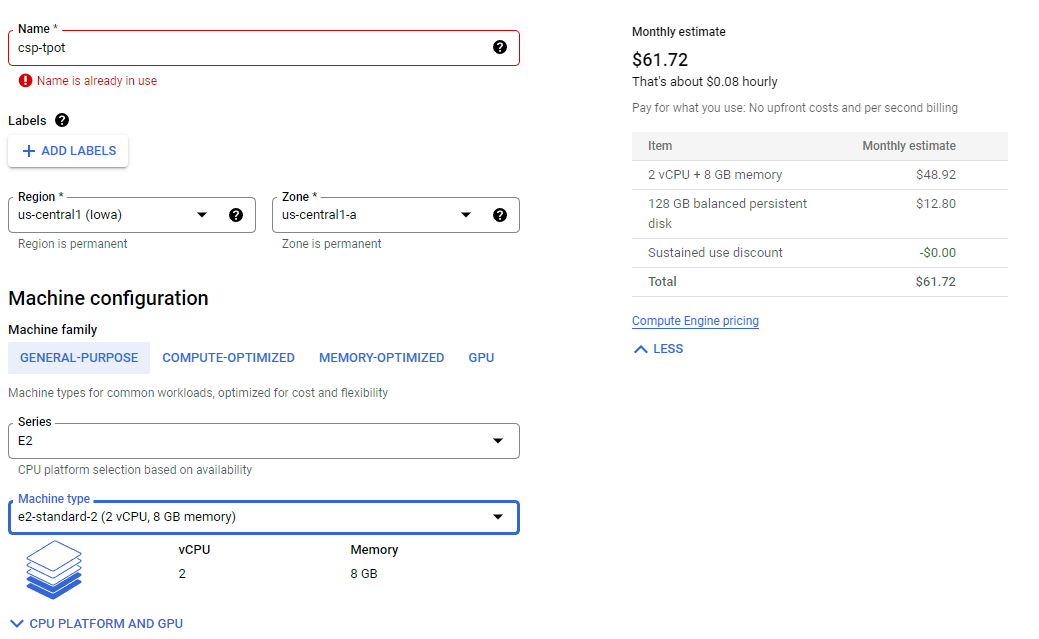 Name *
csp-tpot
Name is already in use
Labels
ADD LABELS
Region *
us-central1 (Iowa)
Region is permanent
Zone *
us-central1-a
Zone is permanent
Machine configuration
Machine family
GENERAL-PURPOSE COMPUTE-OPTIMIZED MEMORY-OPTIMIZED GPU
Machine types for common workloads, optimized for cost and flexibility
Series
E2
CPU platform selection based on availability
Machine type
e2-standard-2 (2 vCPU, 8 GB memory)
vCPU Memory
2 8 GB
CPU PLATFORM AND GPU
Monthly estimate
$61.72
That's about $0.08 hourly
Pay for what you use: No upfront costs and per second billing
Item Monthly estimate
2 vCPU + 8 GB memory $48.92
128 GB balanced persistent $12.80
disk
Sustained use discount -$0.00
Total $61.72
Compute Engine pricing
LESS